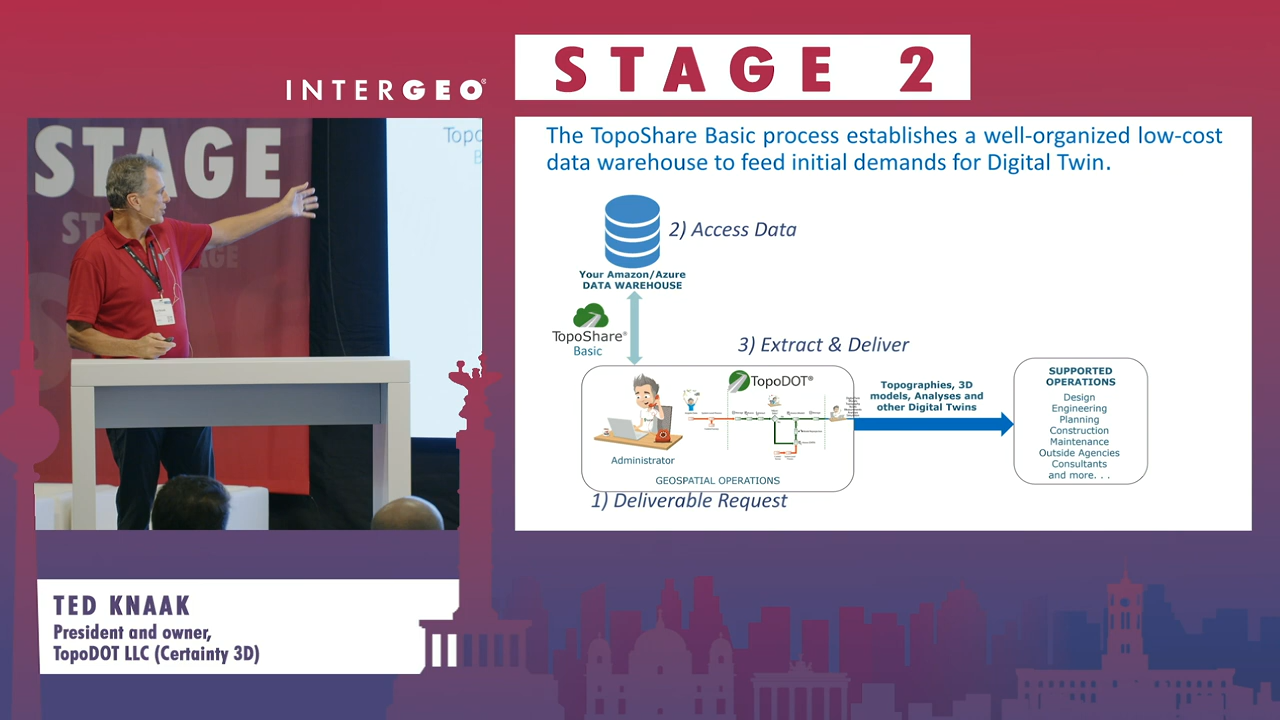 INTERGEO®
STAGE 2
STAGE
ST
AGE
Topo
B
The TopoShare Basic process establishes a well-organized low-cost
data warehouse to feed initial demands for Digital Twin.
2) Access Data
Your Amazon/Azure
DATA WAREHOUSE
TopoShare®
Basic
3) Extract & Deliver
TopoDOT®
Administrator
GEOSPATIAL OPERATIONS
1) Deliverable Request
Topographies, 3D
models, Analyses and
other Digital Twins
SUPPORTED
OPERATIONS
Design
Engineering
Planning
Construction
Maintenance
Outside Agencies
Consultants
and more. . .
TED KNAAK
President and owner,
TopoDOT LLC (Certainty 3D)